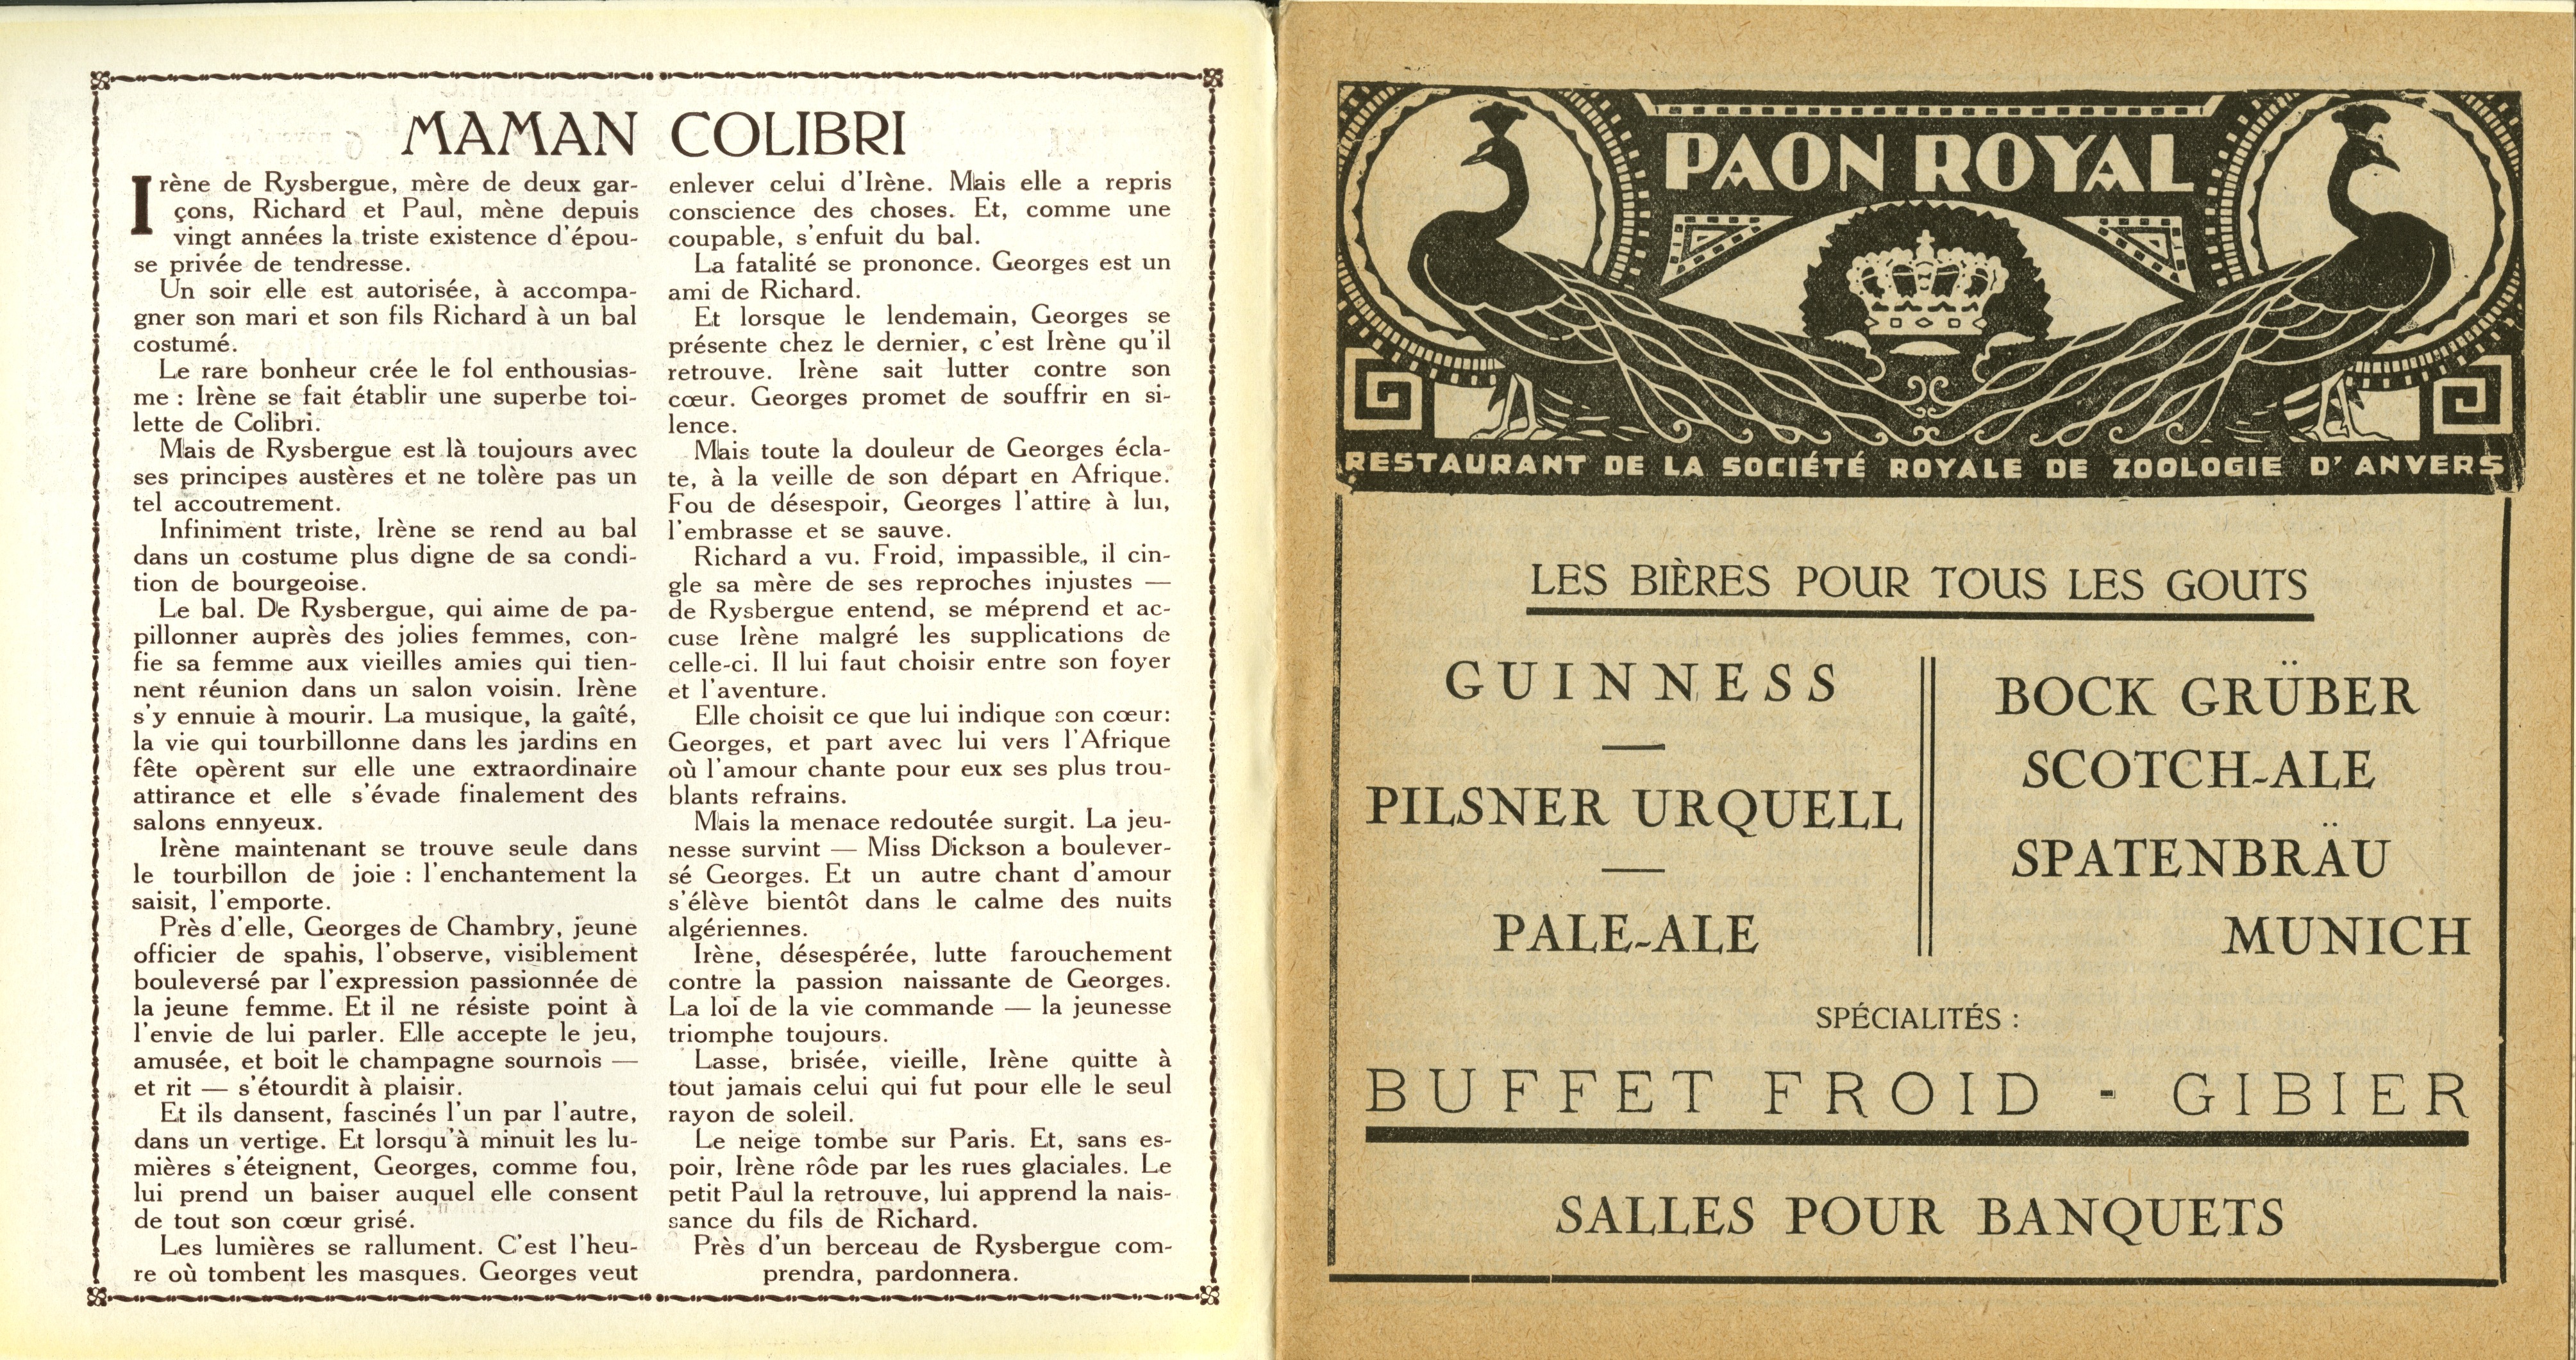 MAMAN COLIBRI
Irène de Rysbergue, mère de deux gar-
çons, Richard et Paul, mène depuis
vingt années la triste existence d'épou-
se privée de tendresse.
Un soir elle est autorisée, à accompa-
gner son mari et son fils Richard à un bal
costumé.
Le rare bonheur crée le fol enthousias-
me : Irène se fait établir une superbe toi-
lette de Colibri.
Mais de Rysbergue est là toujours avec
ses principes austères et ne tolère pas un
tel accoutrement.
Infiniment triste, Irène se rend au bal
dans un costume plus digne de sa condi-
tion de bourgeoise.
Le bal. De Rysbergue, qui aime de pa-
pillonner auprès des jolies femmes, con-
fie sa femme aux vieilles amies qui tien-
nent réunion dans un salon voisin. Irène
s'y ennuie à mourir. La musique, la gaîté,
la vie qui tourbillonne dans les jardins en
fête opèrent sur elle une extraordinaire
attirance et elle s'évade finalement des
salons ennyeux.
Irène maintenant se trouve seule dans
le tourbillon de joie : l'enchantement la
saisit, l'emporte.
Près d'elle, Georges de Chambry, jeune
officier de spahis, l'observe, visiblement
bouleversé par l'expression passionnée de
la jeune femme. Et il ne résiste point à
l'envie de lui parler. Elle accepte le jeu,
amusée, et boit le champagne sournois —
et rit — s'étourdit à plaisir.
Et ils dansent, fascinés l'un par l'autre,
dans un vertige. Et lorsqu'à minuit les lu-
mières s'éteignent, Georges, comme fou,
lui prend un baiser auquel elle consent
de tout son cœur grisé.
Les lumières se rallument. C'est l'heu-
re où tombent les masques. Georges veut
enlever celui d'Irène. Mais elle a repris
conscience des choses. Et, comme une
coupable, s'enfuit du bal.
La fatalité se prononce. Georges est un
ami de Richard.
Et lorsque le lendemain, Georges se
présente chez le dernier, c'est Irène qu'il
retrouve. Irène sait lutter contre son
cœur. Georges promet de souffrir en si-
lence.
Mais toute la douleur de Georges écla-
te, à la veille de son départ en Afrique.
Fou de désespoir, Georges l'attire à lui,
l'embrasse et se sauve.
Richard a vu. Froid, impassible, il cin-
gle sa mère de ses reproches injustes —
de Rysbergue entend, se méprend et ac-
cuse Irène malgré les supplications de
celle-ci. Il lui faut choisir entre son foyer
et l'aventure.
Elle choisit ce que lui indique son cœur:
Georges, et part avec lui vers l'Afrique
où l'amour chante pour eux ses plus trou-
blants refrains.
Mais la menace redoutée surgit. La jeu-
nesse survint — Miss Dickson a boulever-
sé Georges. Et un autre chant d'amour
s'élève bientôt dans le calme des nuits
algériennes.
Irène, désespérée, lutte farouchement
contre la passion naissante de Georges.
La loi de la vie commande — la jeunesse
triomphe toujours.
Lasse, brisée, vieille, Irène quitte à
tout jamais celui qui fut pour elle le seul
rayon de soleil.
Le neige tombe sur Paris. Et, sans es-
poir, Irène rôde par les rues glaciales. Le
petit Paul la retrouve, lui apprend la nais-
sance du fils de Richard.
Près d'un berceau de Rysbergue com-
prendra, pardonnera.
PAON ROYAL
RESTAURANT DE LA SOCIÉTÉ ROYALE DE ZOOLOGIE D'ANVERS
LES BIÈRES POUR TOUS LES GOUTS
GUINNESS
—
PILSNER URQUELL
—
PALE-ALE
BOCK GRÜBER
SCOTCH-ALE
SPATENBRÄU
MUNICH
SPÉCIALITÉS :
BUFFET FROID - GIBIER
SALLES POUR BANQUETS